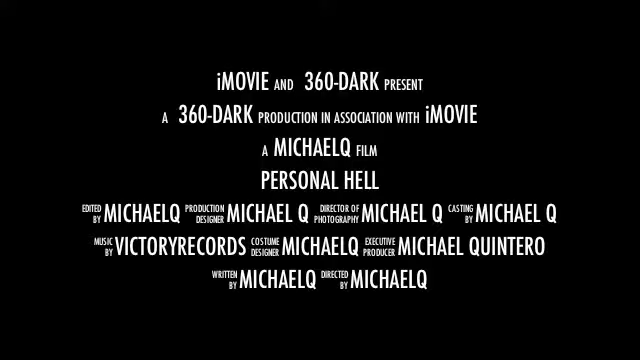 iMOVIE AND 360-DARK PRESENT
A 360-DARK PRODUCTION IN ASSOCIATION WITH iMOVIE
A MICHAELQ FILM
PERSONAL HELL
EDITED BY MICHAELQ PRODUCTION DESIGNER MICHAEL Q DIRECTOR OF PHOTOGRAPHY MICHAEL Q CASTING BY MICHAEL Q
MUSIC BY VICTORYRECORDS COSTUME DESIGNER MICHAELQ EXECUTIVE PRODUCER MICHAEL QUINTERO
WRITTEN BY MICHAELQ DIRECTED BY MICHAELQ